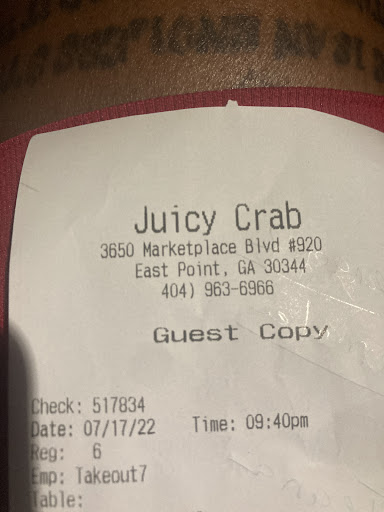 Juicy Crab
3650 Marketplace Blvd #920
East Point, GA 30344
404) 963-6966
Guest Copy
Check: 517834
Date: 07/17/22 Time: 09:40pm
Reg: 6
Emp: Takeout7
Table: